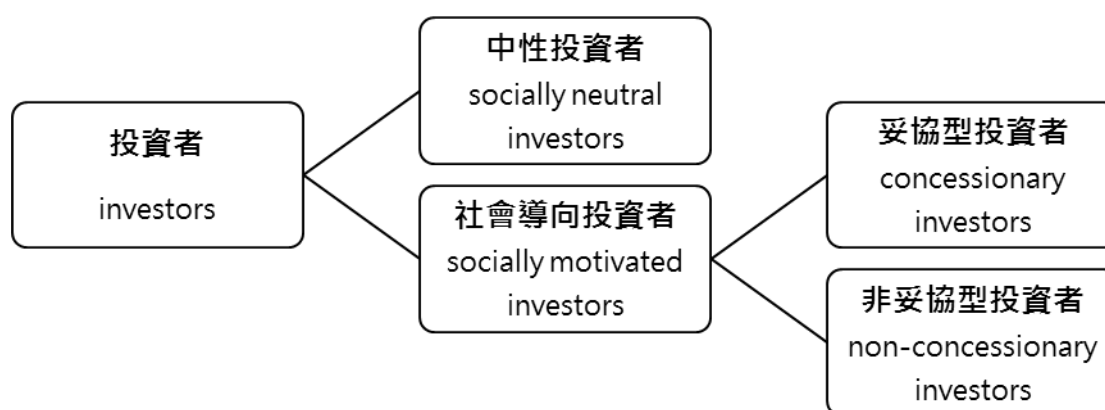 投資者
investors
中性投資者
socially neutral
investors
社會導向投資者
socially motivated
investors
妥協型投資者
concessionary
investors
非妥協型投資者
non-concessionary
investors